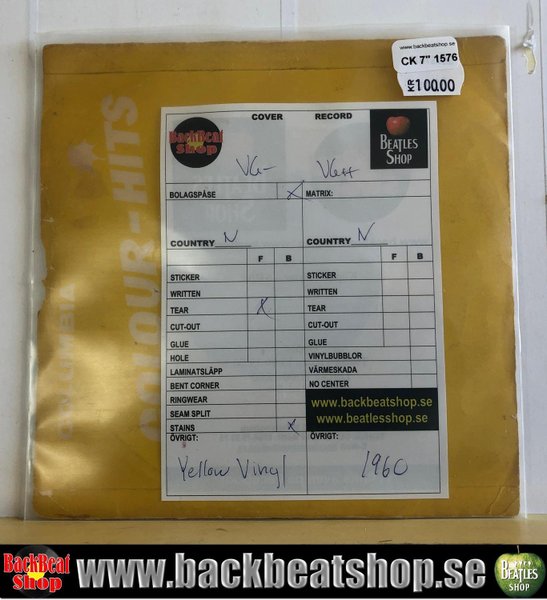 www.backbeatshop.se
CK 7" 1576
KR 100.00
COLOUR-HITS
COLUMBIA
COVER RECORD
BackBeat Shop
BEATLES SHOP
VG- VG++
BOLAGSPÅSE X MATRIX:
COUNTRY N COUNTRY N
F B F B
STICKER STICKER
WRITTEN WRITTEN
TEAR X TEAR
CUT-OUT CUT-OUT
GLUE GLUE
HOLE VINYLBUBBLOR
LAMINATSLÄPP VÄRMESKADA
BENT CORNER NO CENTER
RINGWEAR www.backbeatshop.se
SEAM SPLIT www.beatlesshop.se
STAINS X
ÖVRIGT: ÖVRIGT:
Yellow Vinyl 1960
BackBeat Shop www.backbeatshop.se BEATLES SHOP